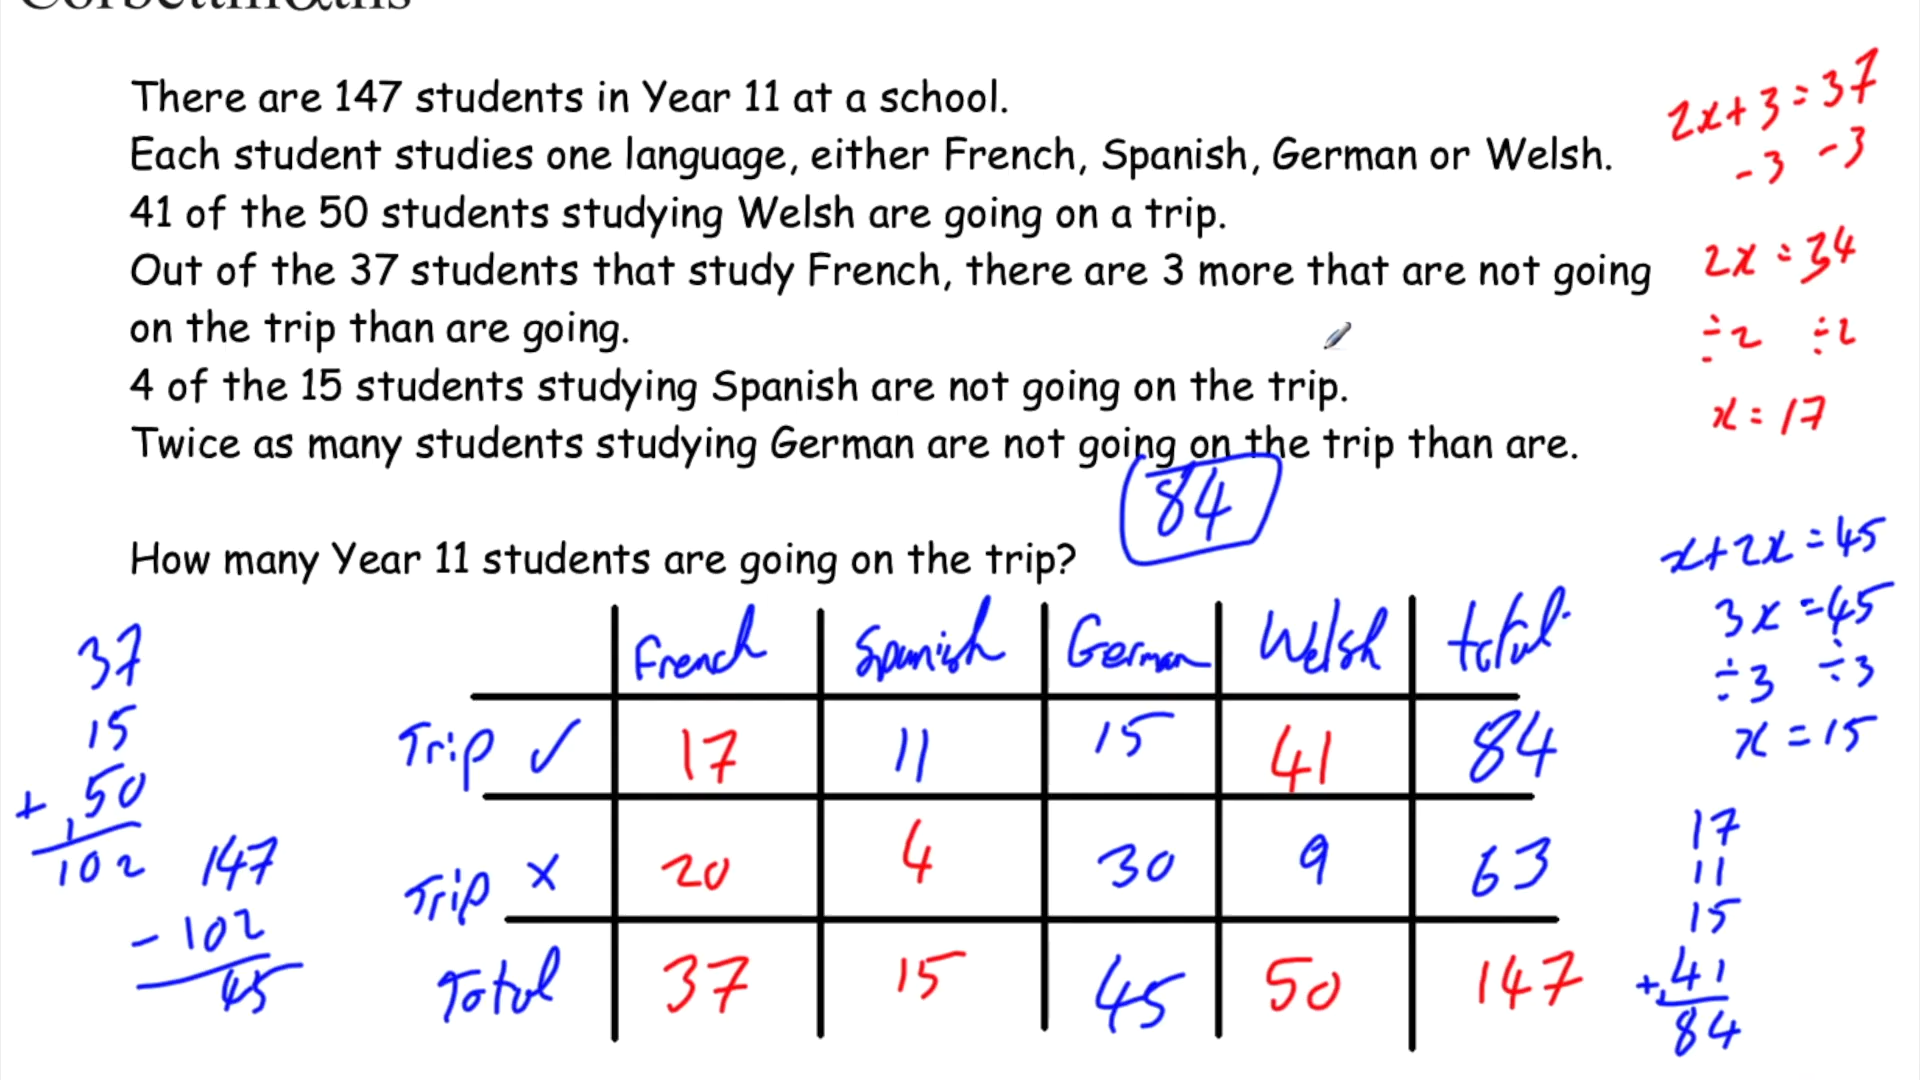 Corbettmαths
There are 147 students in Year 11 at a school.
2x+3=37
Each student studies one language, either French, Spanish, German or Welsh.
-3 -3
41 of the 50 students studying Welsh are going on a trip.
Out of the 37 students that study French, there are 3 more that are not going
2x=34
on the trip than are going.
÷2 ÷2
4 of the 15 students studying Spanish are not going on the trip.
x=17
Twice as many students studying German are not going on the trip than are.
84
How many Year 11 students are going on the trip?
x+2x=45
3x=45
÷3 ÷3
x=15
37
15
+50
1
102
147
-102
45
French Spanish German Welsh total
Trip ✓ 17 11 15 41 84
Trip x 20 4 30 9 63
Total 37 15 45 50 147
17
11
15
+41
1
84